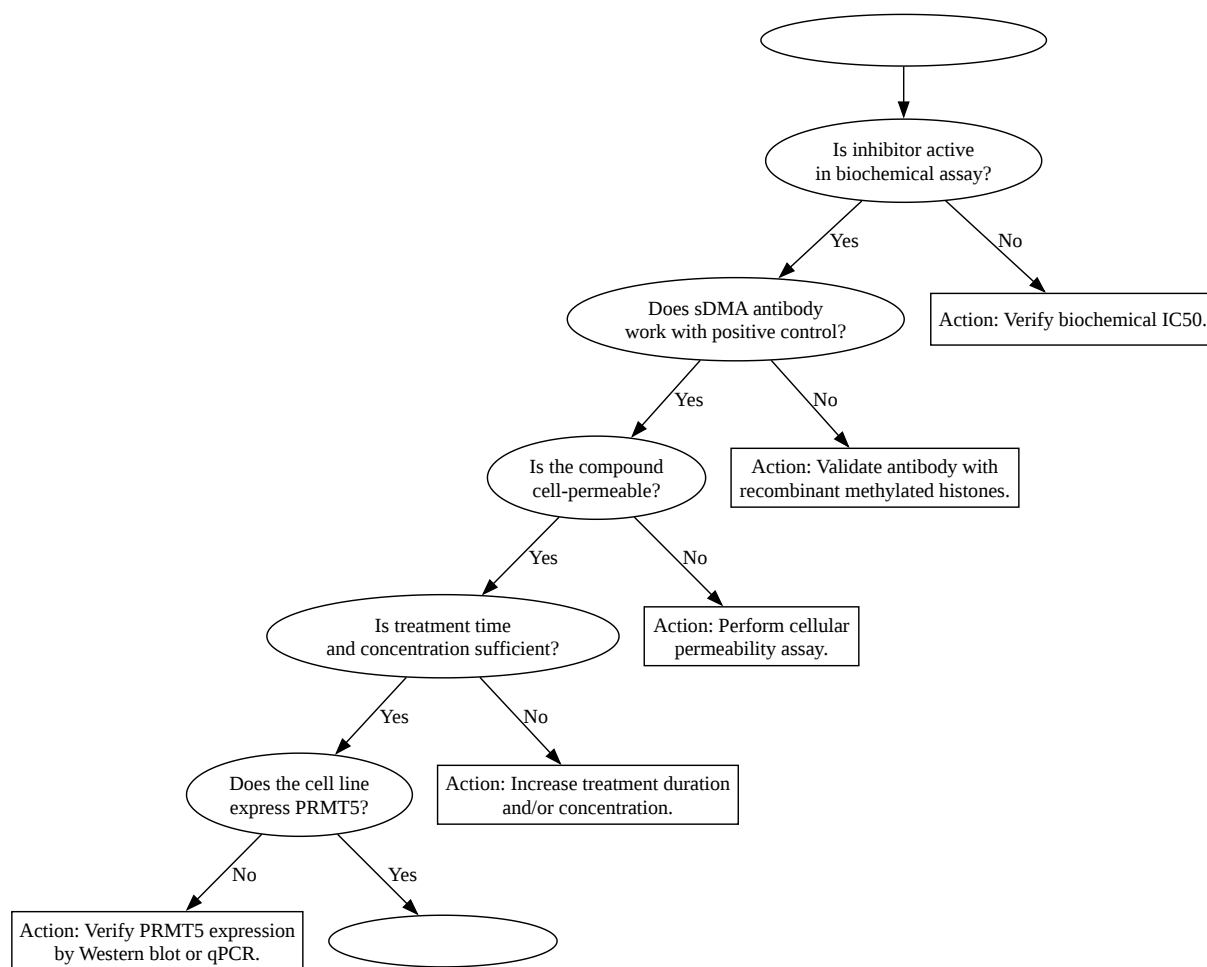 Is inhibitor active
in biochemical assay?
Yes
No
Does sDMA antibody
work with positive control?
Action: Verify biochemical IC50.
Yes
No
Is the compound
cell-permeable?
Action: Validate antibody with
recombinant methylated histones.
Yes
No
Is treatment time
and concentration sufficient?
Action: Perform cellular
permeability assay.
Yes
No
Does the cell line
express PRMT5?
Action: Increase treatment duration
and/or concentration.
No
Yes
Action: Verify PRMT5 expression
by Western blot or qPCR.